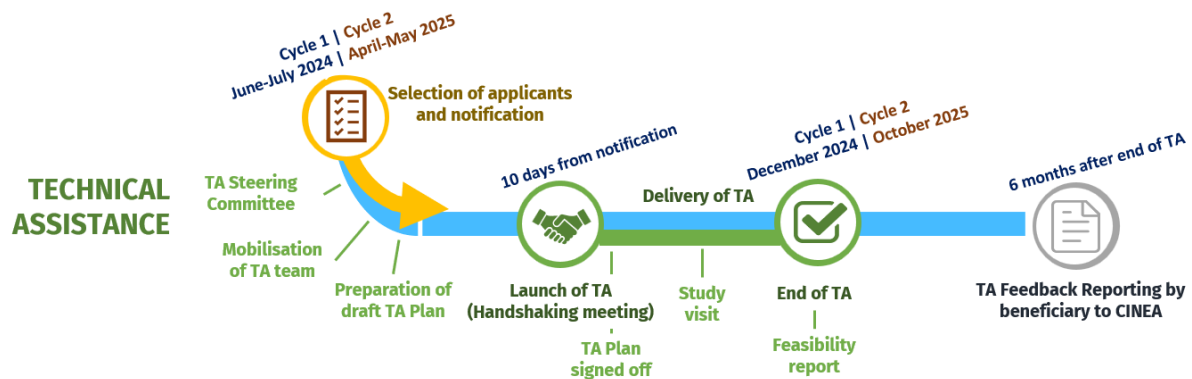 Cycle 1 | Cycle 2
June-July 2024 | April-May 2025
Selection of applicants
and notification
TECHNICAL
ASSISTANCE
TA Steering
Committee
Mobilisation
of TA team
Preparation of
draft TA Plan
10 days from notification
Launch of TA
(Handshaking meeting)
TA Plan
signed off
Delivery of TA
Study
visit
Cycle 1 | Cycle 2
December 2024 | October 2025
End of TA
Feasibility
report
6 months after end of TA
TA Feedback Reporting by
beneficiary to CINEA